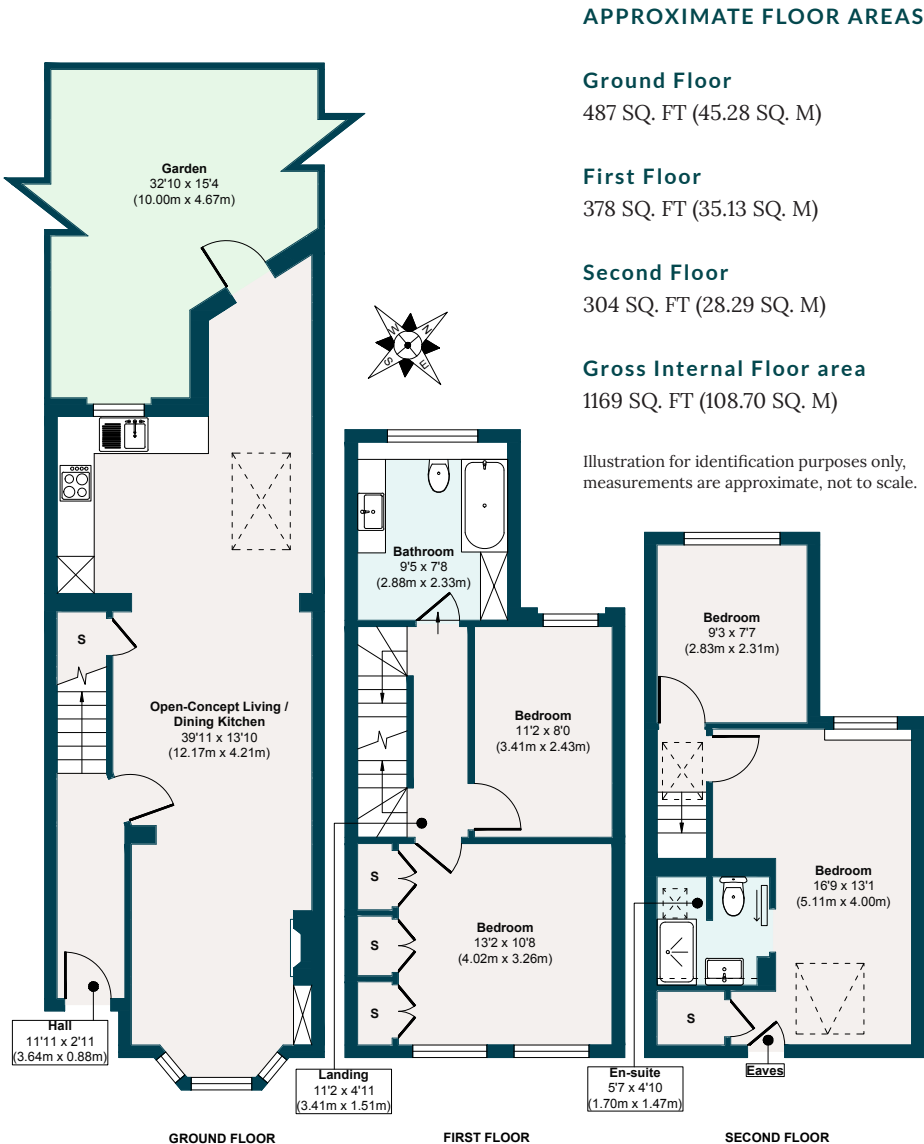 APPROXIMATE FLOOR AREAS
Ground Floor
487 SQ. FT (45.28 SQ. M)
First Floor
378 SQ. FT (35.13 SQ. M)
Second Floor
304 SQ. FT (28.29 SQ. M)
Gross Internal Floor area
1169 SQ. FT (108.70 SQ. M)
Illustration for identification purposes only,
measurements are approximate, not to scale.
Garden
32'10 x 15'4
(10.00m x 4.67m)
S
Open-Concept Living /
Dining Kitchen
39'11 x 13'10
(12.17m x 4.21m)
Hall
11'11 x 2'11
(3.64m x 0.88m)
GROUND FLOOR
W
N
S
E
Bathroom
9'5 x 7'8
(2.88m x 2.33m)
Bedroom
11'2 x 8'0
(3.41m x 2.43m)
S
S
S
Bedroom
13'2 x 10'8
(4.02m x 3.26m)
Landing
11'2 x 4'11
(3.41m x 1.51m)
FIRST FLOOR
Bedroom
9'3 x 7'7
(2.83m x 2.31m)
Bedroom
16'9 x 13'1
(5.11m x 4.00m)
S
En-suite
5'7 x 4'10
(1.70m x 1.47m)
Eaves
SECOND FLOOR